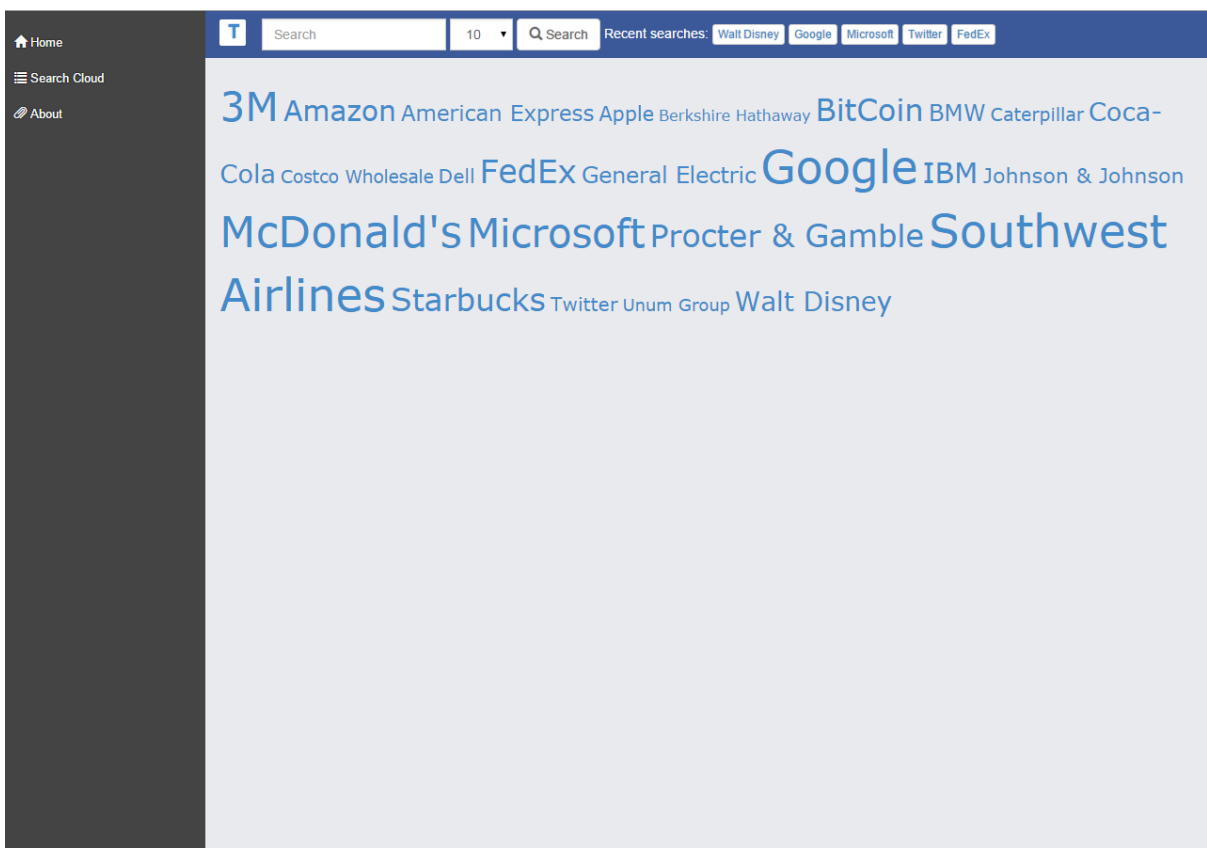 Home
Search Cloud
About
T Search 10 Search Recent searches: Walt Disney Google Microsoft Twitter FedEx
3M Amazon American Express Apple Berkshire Hathaway BitCoin BMW Caterpillar Coca-
Cola Costco Wholesale Dell FedEx General Electric Google IBM Johnson & Johnson
McDonald's Microsoft Procter & Gamble Southwest
Airlines Starbucks Twitter Unum Group Walt Disney